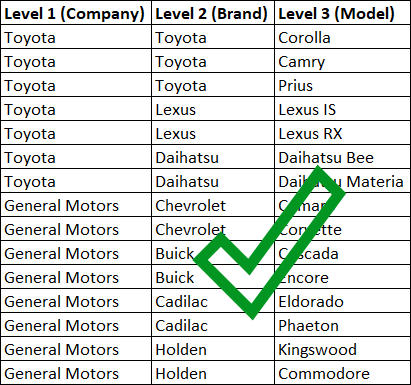 Level 1 (Company) Level 2 (Brand) Level 3 (Model)
Toyota Toyota Corolla
Toyota Toyota Camry
Toyota Toyota Prius
Toyota Lexus Lexus IS
Toyota Lexus Lexus RX
Toyota Daihatsu Daihatsu Bee
Toyota Daihatsu Daihatsu Materia
General Motors Chevrolet Camaro
General Motors Chevrolet Corvette
General Motors Buick Cascada
General Motors Buick Encore
General Motors Cadilac Eldorado
General Motors Cadilac Phaeton
General Motors Holden Kingswood
General Motors Holden Commodore